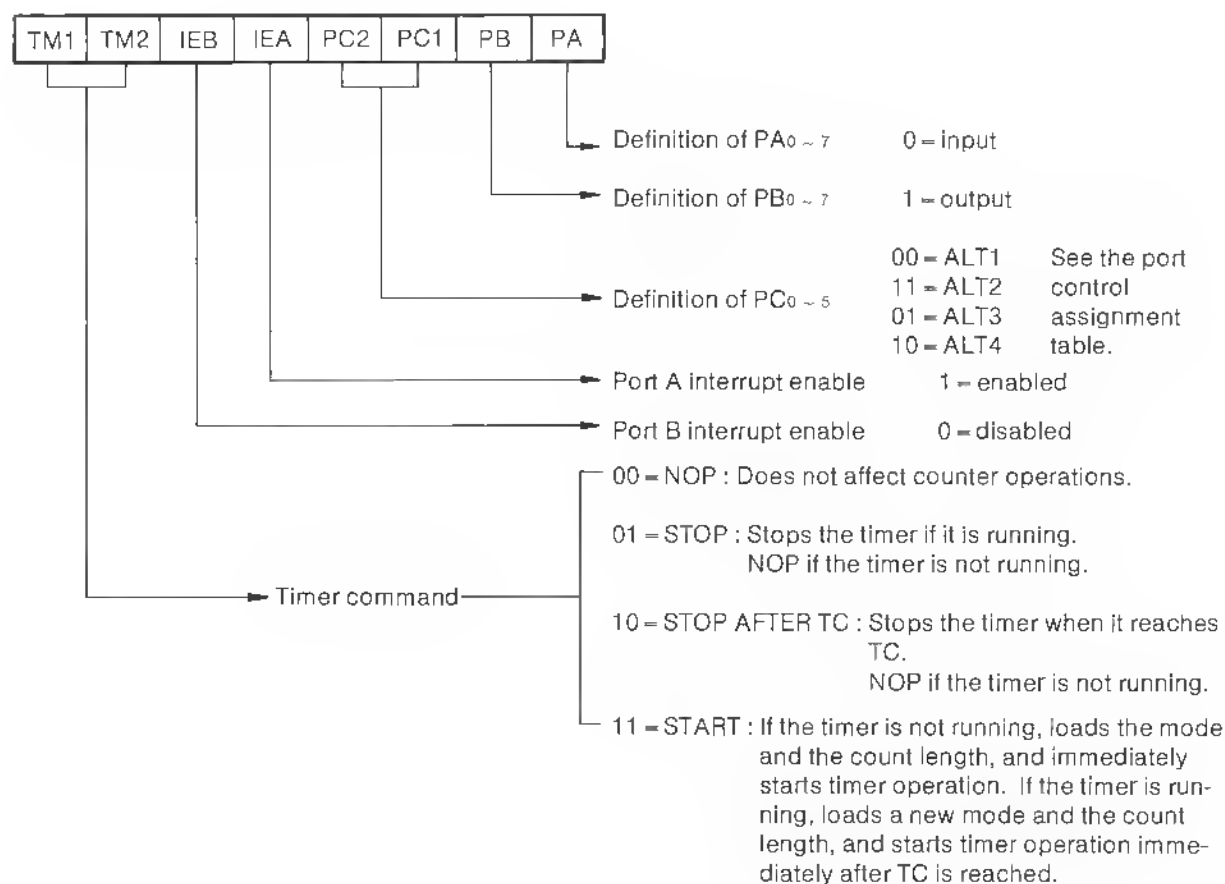 TM1 TM2 IEB IEA PC2 PC1 PB PA
Definition of PA0 ~ 7 0 = input
Definition of PB0 ~ 7 1 = output
Definition of PC0 ~ 5
00 = ALT1 See the port
11 = ALT2 control
01 = ALT3 assignment
10 = ALT4 table.
Port A interrupt enable 1 = enabled
Port B interrupt enable 0 = disabled
Timer command
00 = NOP : Does not affect counter operations.
01 = STOP : Stops the timer if it is running.
NOP if the timer is not running.
10 = STOP AFTER TC : Stops the timer when it reaches
TC.
NOP if the timer is not running.
11 = START : If the timer is not running, loads the mode
and the count length, and immediately
starts timer operation. If the timer is run-
ning, loads a new mode and the count
length, and starts timer operation imme-
diately after TC is reached.